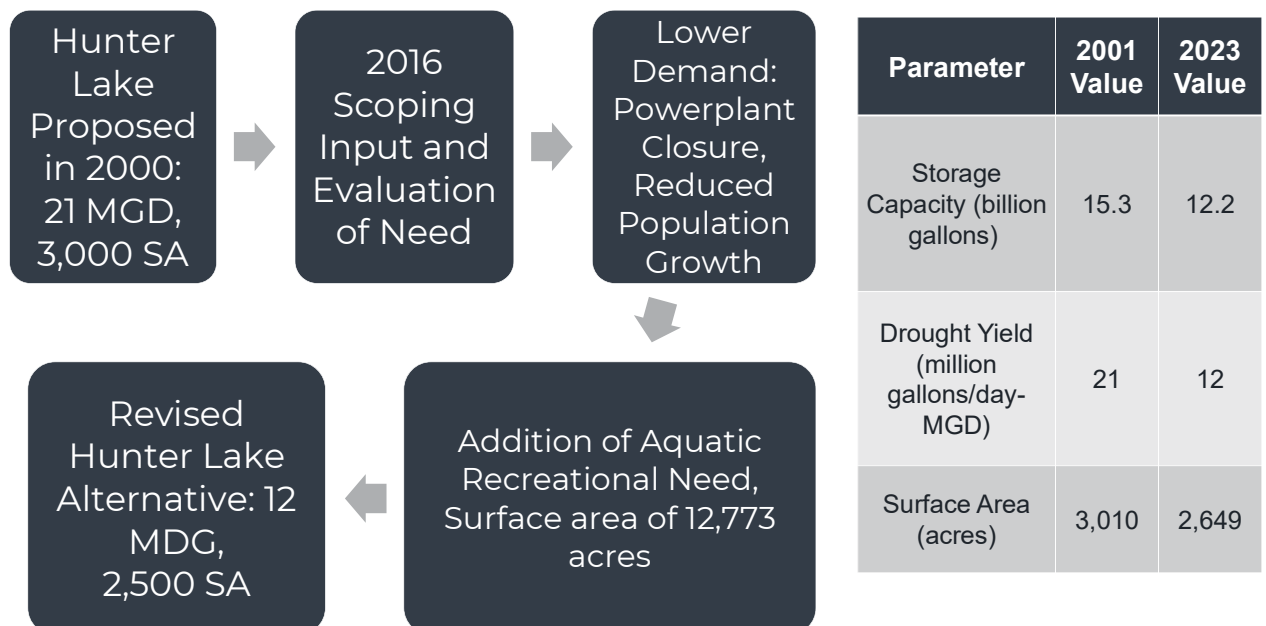 Hunter
Lake
Proposed
in 2000:
21 MGD,
3,000 SA
2016
Scoping
Input and
Evaluation
of Need
Lower
Demand:
Powerplant
Closure,
Reduced
Population
Growth
Addition of Aquatic
Recreational Need,
Surface area of 12,773
acres
Revised
Hunter Lake
Alternative: 12
MDG,
2,500 SA
Parameter
2001
Value
2023
Value
Storage
Capacity (billion
gallons)
15.3
12.2
Drought Yield
(million
gallons/day-
MGD)
21
12
Surface Area
(acres)
3,010
2,649